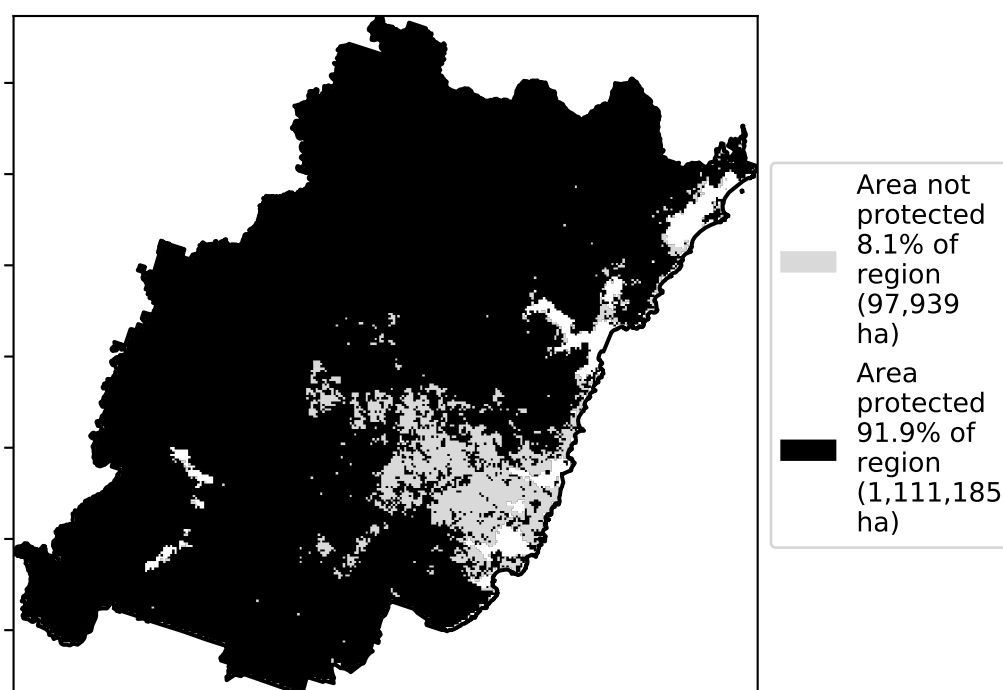 Area not
protected
8.1% of
region
(97,939
ha)
Area
protected
91.9% of
region
(1,111,185
ha)